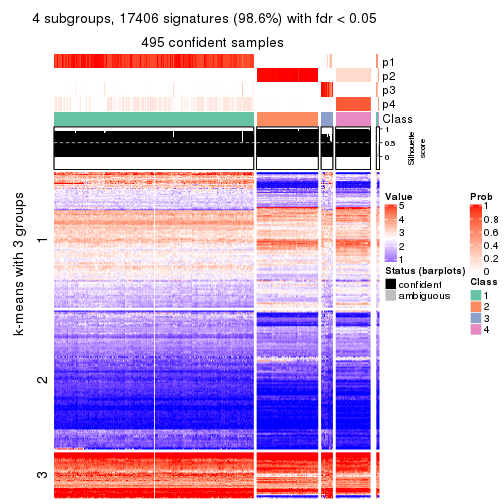 4 subgroups, 17406 signatures (98.6%) with fdr < 0.05
495 confident samples
p1
p2
p3
p4
Class
1
0.5
0
Silhouette
score
k-means with 3 groups
1
2
3
Value
5
4
3
2
1
Status (barplots)
confident
ambiguous
Prob
1
0.8
0.6
0.4
0.2
0
Class
1
2
3
4